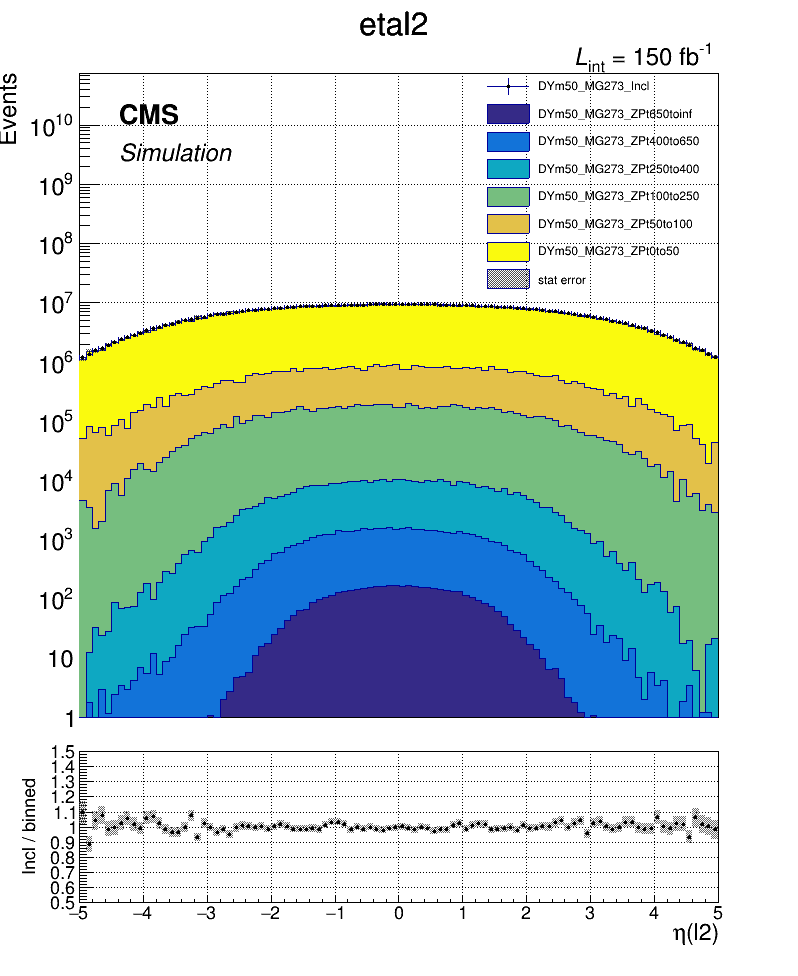 etal2
L_int = 150 fb^-1
CMS
Simulation
DYm50_MG273_Incl
DYm50_MG273_ZPt650toinf
DYm50_MG273_ZPt400to650
DYm50_MG273_ZPt250to400
DYm50_MG273_ZPt100to250
DYm50_MG273_ZPt50to100
DYm50_MG273_ZPt0to50
stat error
Events
10^10
10^9
10^8
10^7
10^6
10^5
10^4
10^3
10^2
10
1
Incl / binned
1.5
1.4
1.3
1.2
1.1
1
0.9
0.8
0.7
0.6
0.5
−5 −4 −3 −2 −1 0 1 2 3 4 5
η(l2)